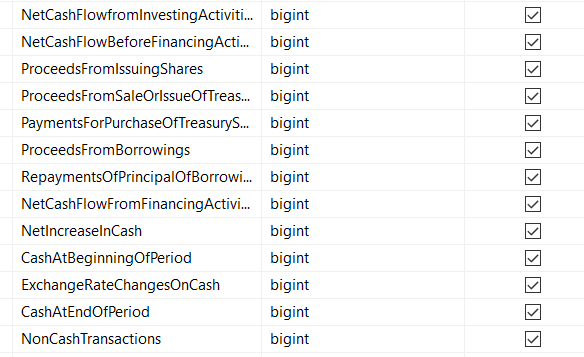 NetCashFlowfromInvestingActiviti... bigint
NetCashFlowBeforeFinancingActi... bigint
ProceedsFromIssuingShares bigint
ProceedsFromSaleOrIssueOfTreas... bigint
PaymentsForPurchaseOfTreasuryS... bigint
ProceedsFromBorrowings bigint
RepaymentsOfPrincipalOfBorrowi... bigint
NetCashFlowFromFinancingActivi... bigint
NetIncreaseInCash bigint
CashAtBeginningOfPeriod bigint
ExchangeRateChangesOnCash bigint
CashAtEndOfPeriod bigint
NonCashTransactions bigint